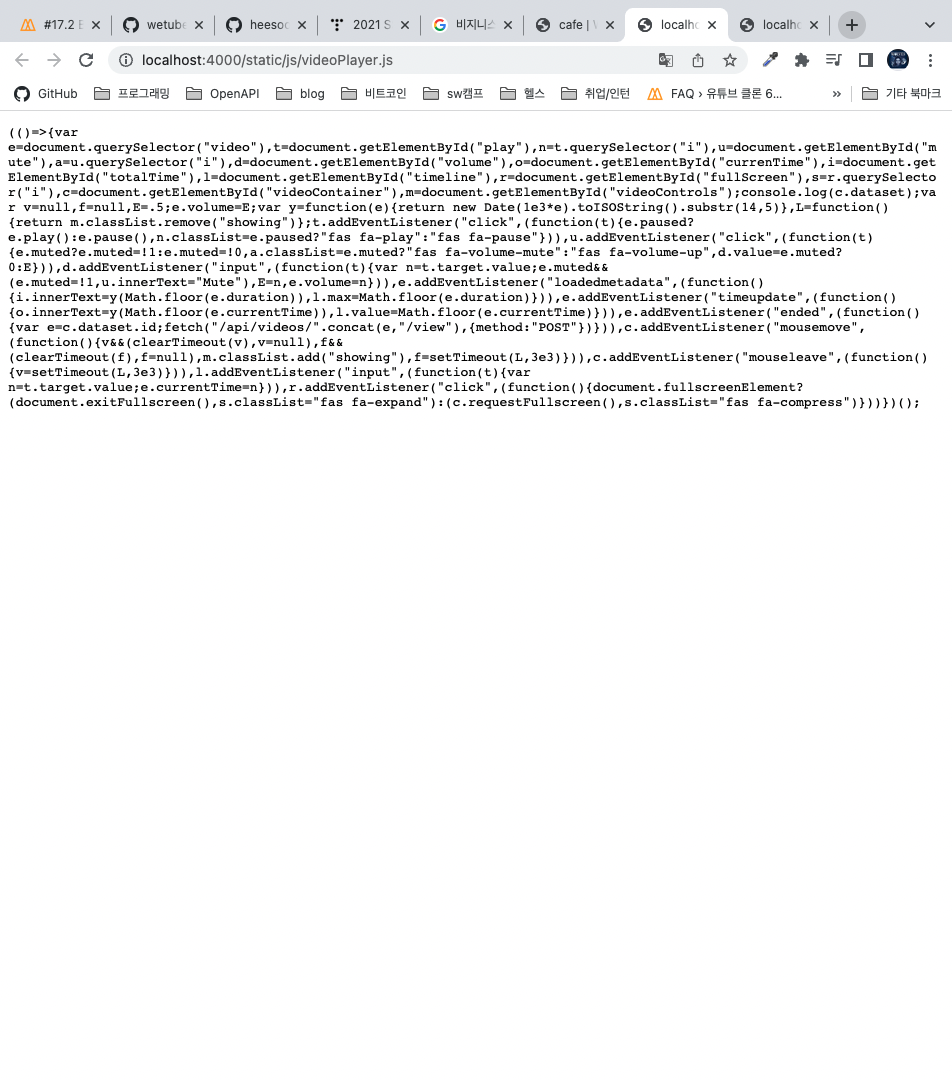 #17.2 E
wetube
heesoo
2021 S
비지니스
cafe | W
localho
localho
localhost:4000/static/js/videoPlayer.js
GitHub
프로그래밍
OpenAPI
blog
비트코인
sw캠프
헬스
취업/인턴
FAQ › 유튜브 클론 6...
»
기타 북마크
(()=>{var
e=document.querySelector("video"),t=document.getElementById("play"),n=t.querySelector("i"),u=document.getElementById("m
ute"),a=u.querySelector("i"),d=document.getElementById("volume"),o=document.getElementById("currenTime"),i=document.get
ElementById("totalTime"),l=document.getElementById("timeline"),r=document.getElementById("fullScreen"),s=r.querySelecto
r("i"),c=document.getElementById("videoContainer"),m=document.getElementById("videoControls");console.log(c.dataset);va
r v=null,f=null,E=.5;e.volume=E;var y=function(e){return new Date(1e3*e).toISOString().substr(14,5)},L=function()
{return m.classList.remove("showing")};t.addEventListener("click",(function(t){e.paused?
e.play():e.pause(),n.classList=e.paused?"fas fa-play":"fas fa-pause"})),u.addEventListener("click",(function(t)
{e.muted?e.muted=!1:e.muted=!0,a.classList=e.muted?"fas fa-volume-mute":"fas fa-volume-up",d.value=e.muted?
0:E})),d.addEventListener("input",(function(t){var n=t.target.value;e.muted&&
(e.muted=!1,u.innerText="Mute"),E=n,e.volume=n})),e.addEventListener("loadedmetadata",(function()
{i.innerText=y(Math.floor(e.duration)),l.max=Math.floor(e.duration)})),e.addEventListener("timeupdate",(function()
{o.innerText=y(Math.floor(e.currentTime)),l.value=Math.floor(e.currentTime)})),e.addEventListener("ended",(function()
{var e=c.dataset.id;fetch("/api/videos/".concat(e,"/view"),{method:"POST"})})),c.addEventListener("mousemove",
(function(){v&&(clearTimeout(v),v=null),f&&
(clearTimeout(f),f=null),m.classList.add("showing"),f=setTimeout(L,3e3)})),c.addEventListener("mouseleave",(function()
{v=setTimeout(L,3e3)})),l.addEventListener("input",(function(t){var
n=t.target.value;e.currentTime=n})),r.addEventListener("click",(function(){document.fullscreenElement?
(document.exitFullscreen(),s.classList="fas fa-expand"):(c.requestFullscreen(),s.classList="fas fa-compress")}))})();